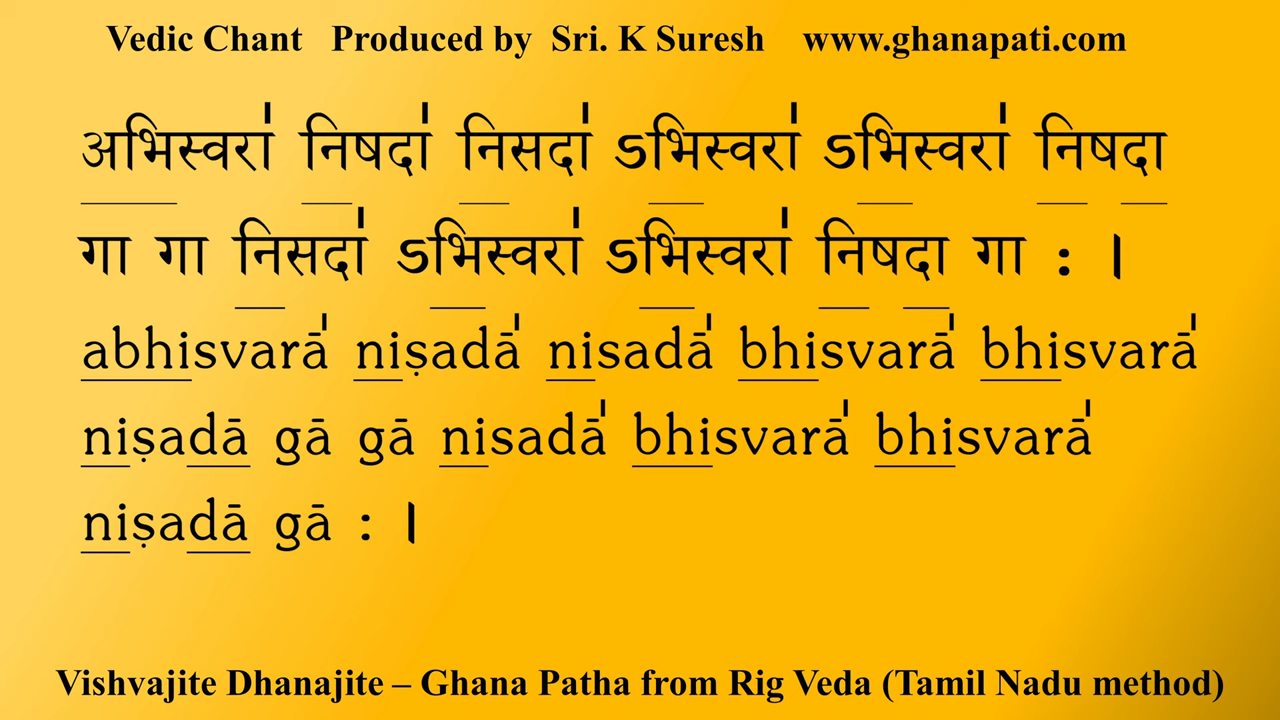 Vedic Chant Produced by Sri. K Suresh www.ghanapati.com
अ॒भि॒स्वरा॑ नि॒षदा॑ नि॒सदा॑ ऽभि॒स्वरा॑ ऽभि॒स्वरा॑ नि॒षदा॒
गा गा नि॒सदा॑ ऽभि॒स्वरा॑ ऽभि॒स्वरा॑ नि॒षदा॒ गा : ।
abhisvarā̍ niṣadā̍ nisadā̍ bhisvarā̍ bhisvarā̍
niṣadā gā gā nisadā̍ bhisvarā̍ bhisvarā̍
niṣadā gā : ।
Vishvajite Dhanajite – Ghana Patha from Rig Veda (Tamil Nadu method)